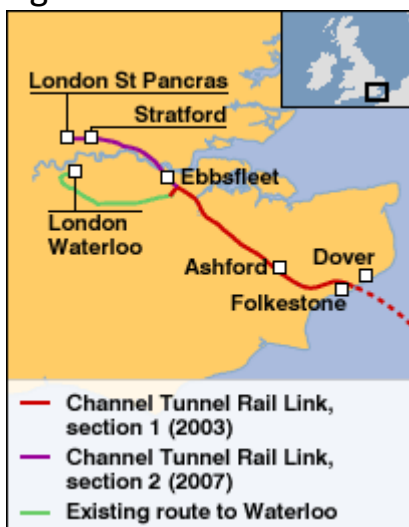 London St Pancras
Stratford
Ebbsfleet
London
Waterloo
Ashford
Dover
Folkestone
Channel Tunnel Rail Link,
section 1 (2003)
Channel Tunnel Rail Link,
section 2 (2007)
Existing route to Waterloo